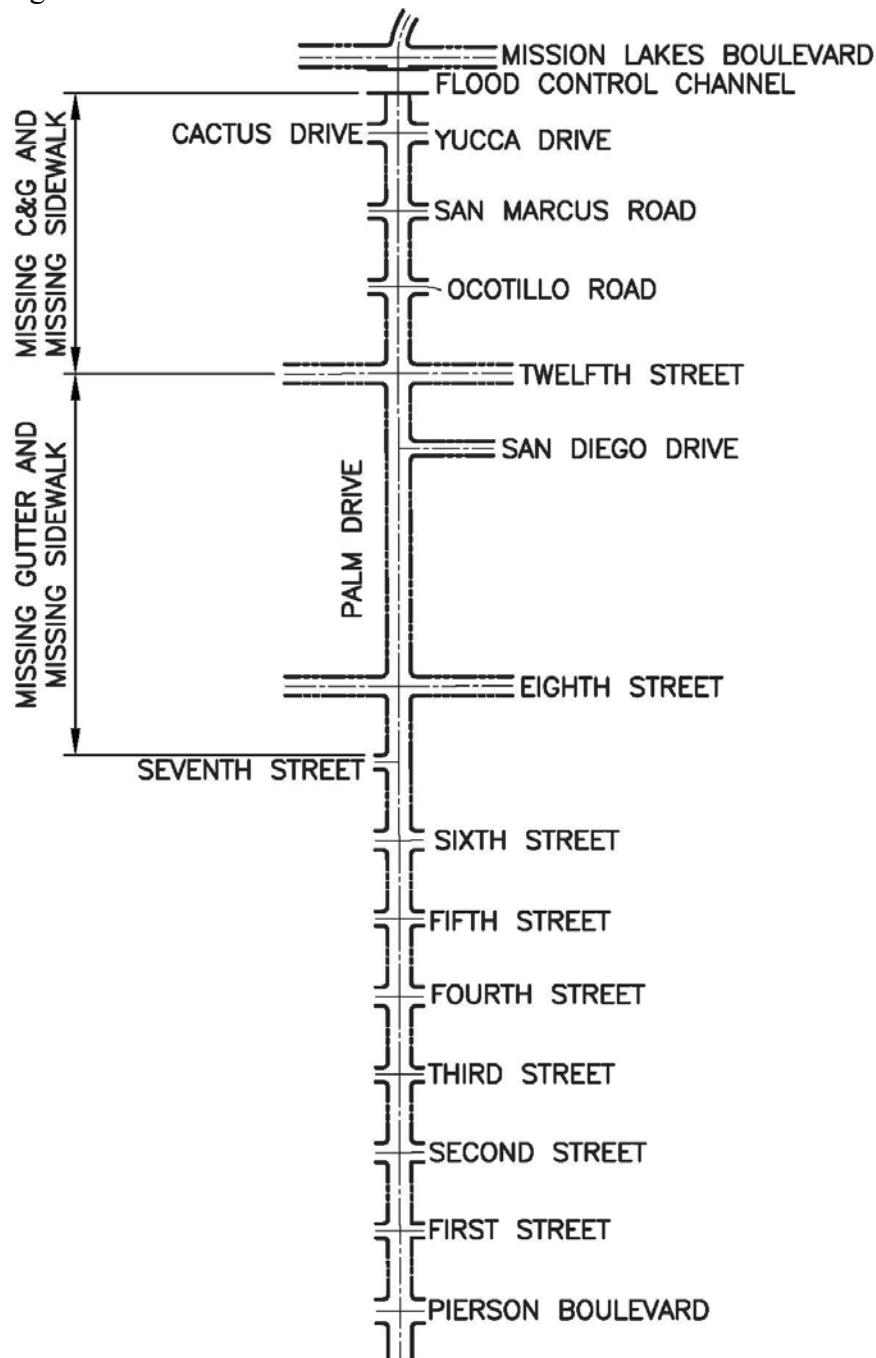 MISSION LAKES BOULEVARD
FLOOD CONTROL CHANNEL
CACTUS DRIVE
YUCCA DRIVE
SAN MARCUS ROAD
MISSING C&G AND
MISSING SIDEWALK
OCOTILLO ROAD
TWELFTH STREET
SAN DIEGO DRIVE
PALM DRIVE
MISSING GUTTER AND
MISSING SIDEWALK
EIGHTH STREET
SEVENTH STREET
SIXTH STREET
FIFTH STREET
FOURTH STREET
THIRD STREET
SECOND STREET
FIRST STREET
PIERSON BOULEVARD